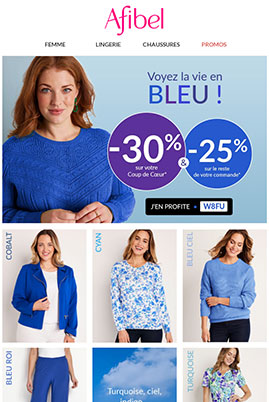 Afibel
FEMME LINGERIE CHAUSSURES PROMOS
Voyez la vie en
BLEU !
-30%
sur votre
Coup de Cœur*
&
-25%
sur le reste
de votre commande*
J'EN PROFITE → W8FU
COBALT
CYAN
BLEU CIEL
BLEU ROI
Turquoise, ciel,
indigo
TURQUOISE